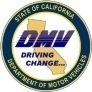 STATE OF CALIFORNIA
DMV
DRIVING
CHANGE...
DEPARTMENT OF MOTOR VEHICLES